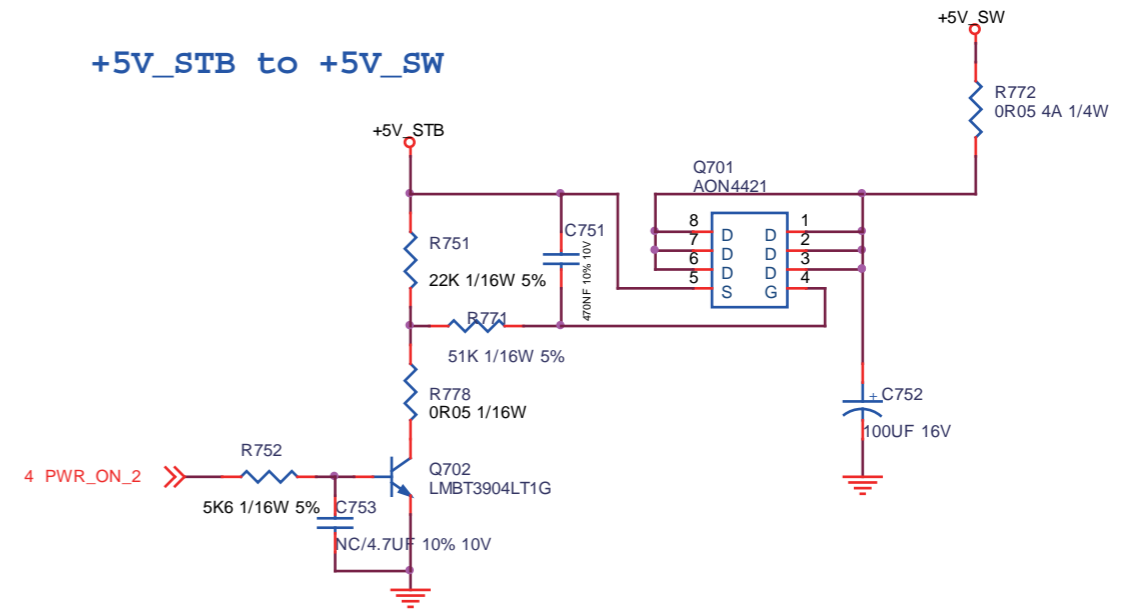 +5V_STB to +5V_SW
+5V_SW
R772
0R05 4A 1/4W
+5V_STB
Q701
AON4421
R751
22K 1/16W 5%
C751
470NF 10% 10V
8 D D 1
7 D D 2
6 D D 3
5 S G 4
R771
51K 1/16W 5%
R778
0R05 1/16W
+ C752
100UF 16V
R752
4 PWR_ON_2
5K6 1/16W 5%
Q702
LMBT3904LT1G
C753
NC/4.7UF 10% 10V